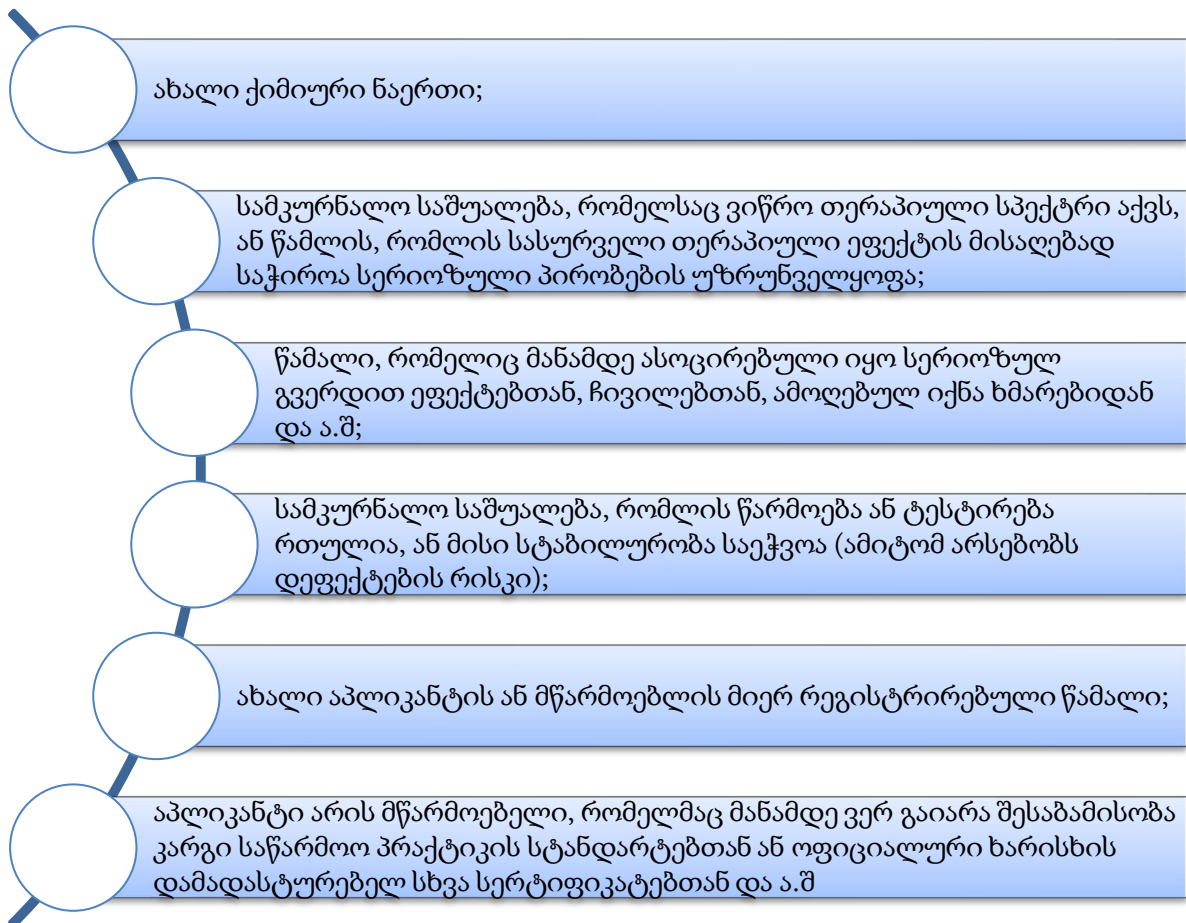 ახალი ქიმიური ნაერთი;
სამკურნალო საშუალება, რომელსაც ვიწრო თერაპიული სპექტრი აქვს,
ან წამლის, რომლის სასურველი თერაპიული ეფექტის მისაღებად
საჭიროა სერიოზული პირობების უზრუნველყოფა;
წამალი, რომელიც მანამდე ასოცირებული იყო სერიოზულ
გვერდით ეფექტებთან, ჩივილებთან, ამოღებულ იქნა ხმარებიდან
და ა.შ;
სამკურნალო საშუალება, რომლის წარმოება ან ტესტირება
რთულია, ან მისი სტაბილურობა საეჭვოა (ამიტომ არსებობს
დეფექტების რისკი);
ახალი აპლიკანტის ან მწარმოებლის მიერ რეგისტრირებული წამალი;
აპლიკანტი არის მწარმოებელი, რომელმაც მანამდე ვერ გაიარა შესაბამისობა
კარგი საწარმოო პრაქტიკის სტანდარტებთან ან ოფიციალური ხარისხის
დამადასტურებელ სხვა სერტიფიკატებთან და ა.შ